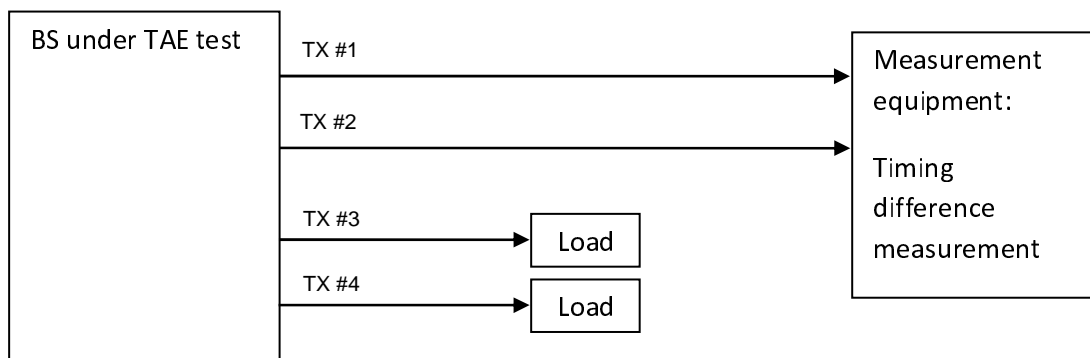 BS under TAE test
TX #1
TX #2
TX #3
TX #4
Load
Load
Measurement
equipment:
Timing
difference
measurement